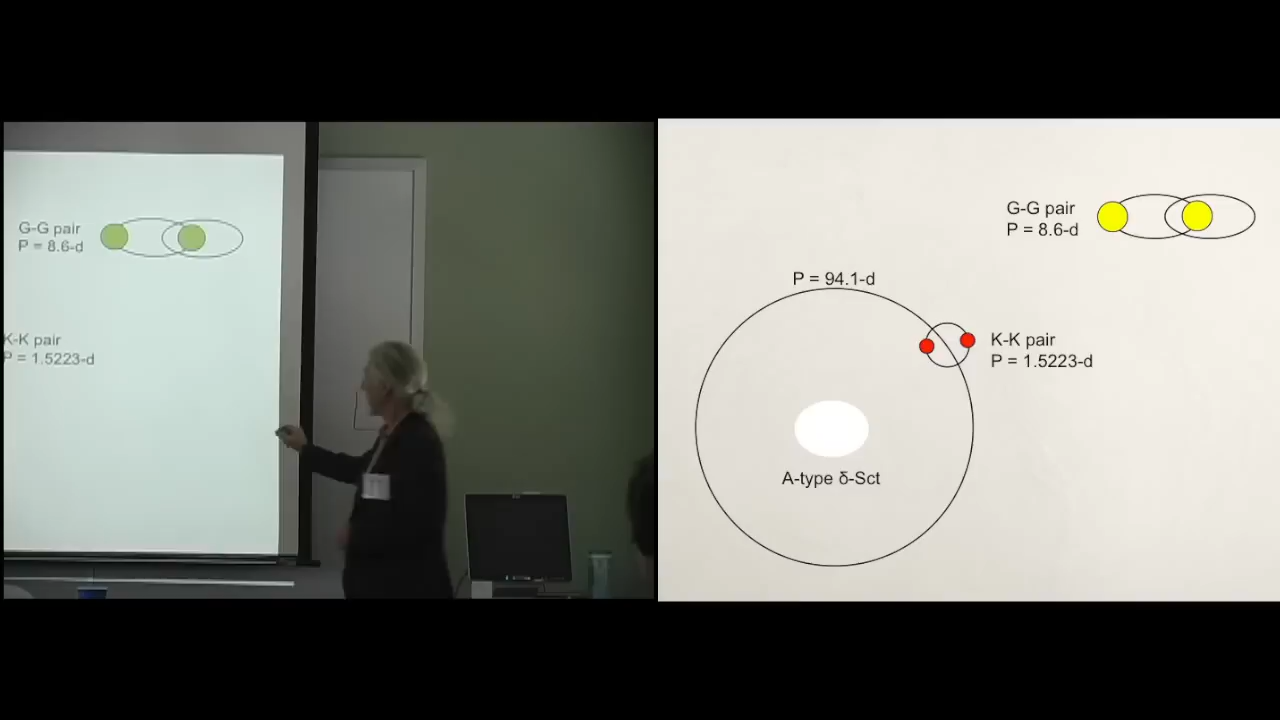 G-G pair
P = 8.6-d
K-K pair
P = 1.5223-d
G-G pair
P = 8.6-d
P = 94.1-d
K-K pair
P = 1.5223-d
A-type δ-Sct